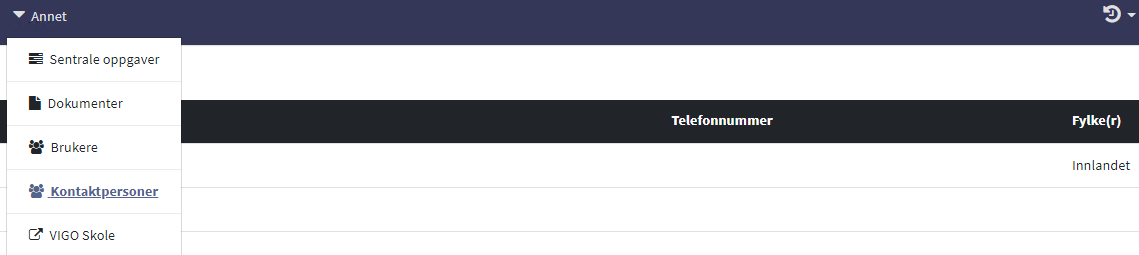 Annet
Sentrale oppgaver
Dokumenter
Telefonnummer Fylke(r)
Brukere
Innlandet
Kontaktpersoner
VIGO Skole